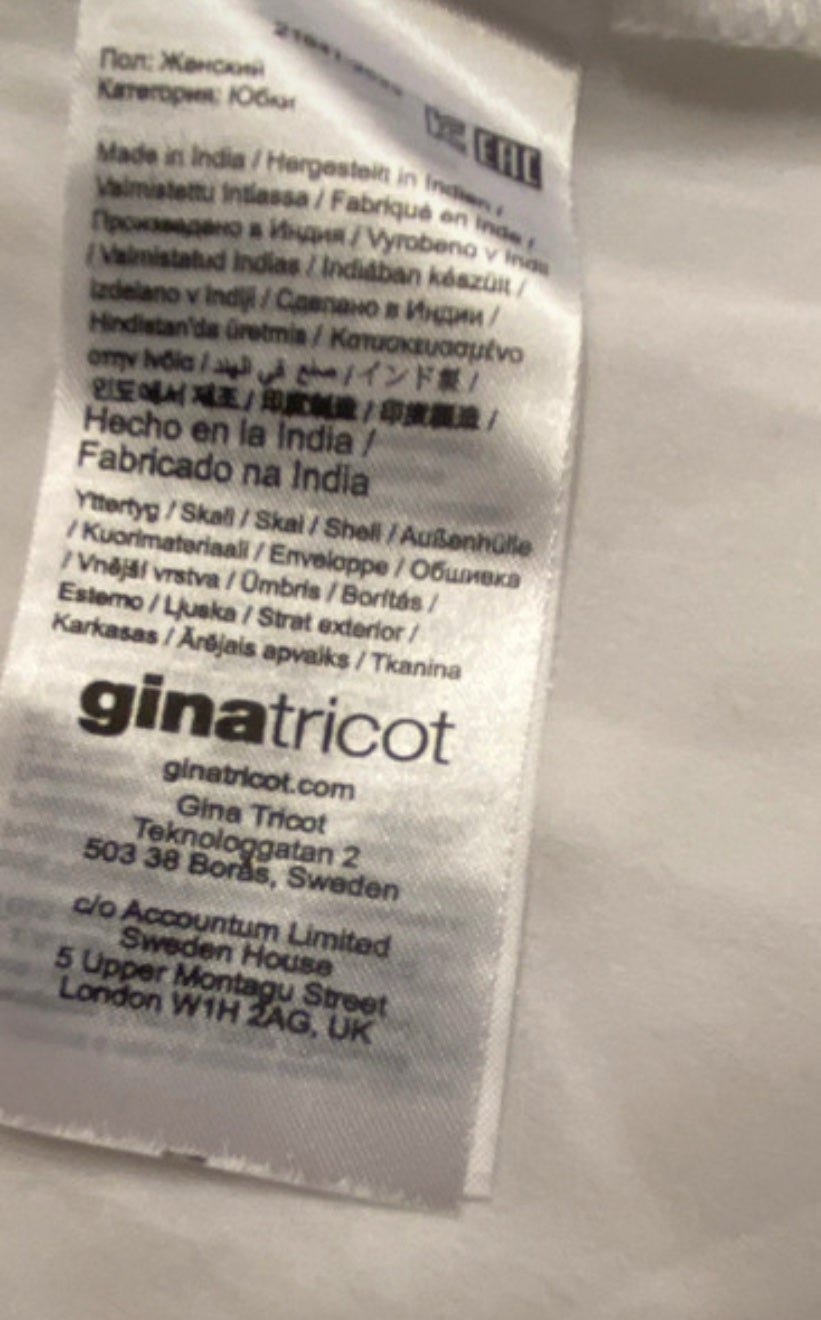 Пол: Женский
Категория: Юбки
EAC
Made in India / Hergestellt in Indien /
Valmistettu Intiassa / Fabriqué en Inde /
Произведено в Индия / Vyrobeno v Indii
/ Valmistatud Indias / Indiában készült /
Izdelano v Indiji / Сделано в Индии /
Hindistan'da üretmis / Κατασκευασμένο
στην Ινδία / صنع في الهند / インド製 /
인도에서 제조 / 印度制造 / 印度製造 /
Hecho en la India /
Fabricado na India
Yttertyg / Skall / Skal / Shell / Außenhülle
/ Kuorimateriaali / Enveloppe / Обшивка
/ Vnější vrstva / Ümbris / Borítás /
Esterno / Ljuska / Strat exterior /
Karkasas / Ārējais apvalks / Tkanina
ginatricot
ginatricot.com
Gina Tricot
Teknologgatan 2
503 38 Borås, Sweden
c/o Accountum Limited
Sweden House
5 Upper Montagu Street
London W1H 2AG, UK